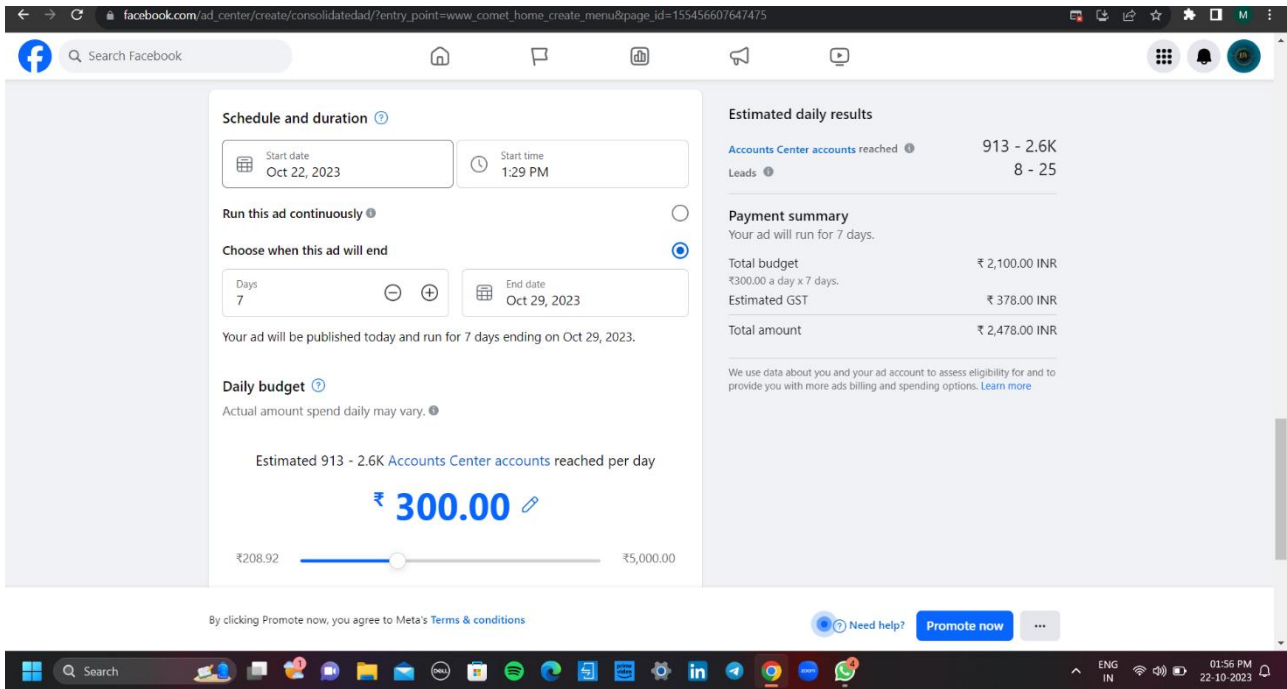 facebook.com/ad_center/create/consolidatedad/?entry_point=www_comet_home_create_menu&page_id=155456607647475
M
Search Facebook
Schedule and duration
Start date
Oct 22, 2023
Start time
1:29 PM
Run this ad continuously
Choose when this ad will end
Days
7
End date
Oct 29, 2023
Your ad will be published today and run for 7 days ending on Oct 29, 2023.
Daily budget
Actual amount spend daily may vary.
Estimated 913 - 2.6K Accounts Center accounts reached per day
₹ 300.00
₹208.92
₹5,000.00
Estimated daily results
Accounts Center accounts reached 913 - 2.6K
Leads 8 - 25
Payment summary
Your ad will run for 7 days.
Total budget ₹ 2,100.00 INR
₹300.00 a day x 7 days.
Estimated GST ₹ 378.00 INR
Total amount ₹ 2,478.00 INR
We use data about you and your ad account to assess eligibility for and to
provide you with more ads billing and spending options. Learn more
By clicking Promote now, you agree to Meta's Terms & conditions
Need help?
Promote now
...
Search
DELL
prime video
in
zoom
4
ENG
IN
01:56 PM
22-10-2023